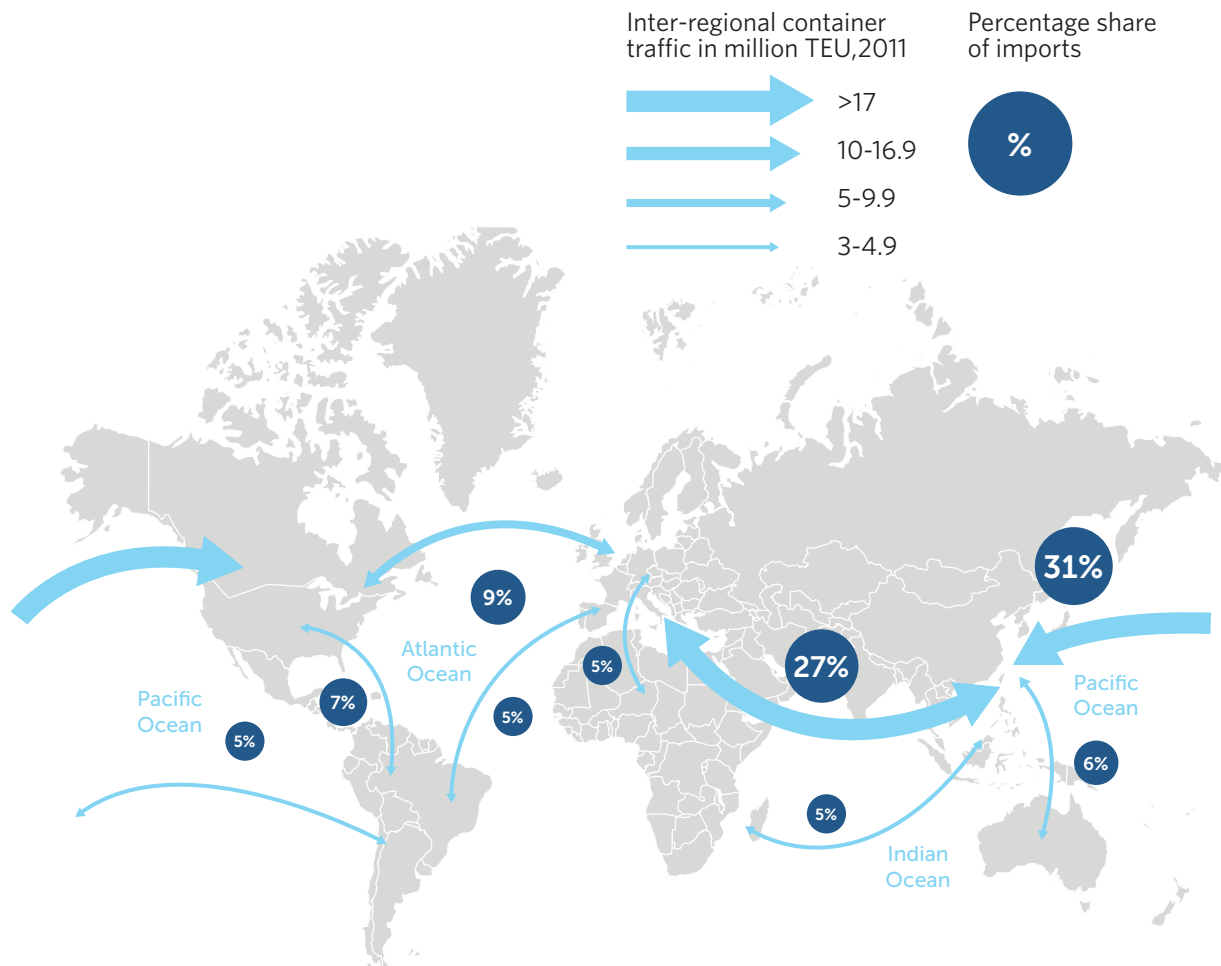 Inter-regional container
traffic in million TEU,2011
Percentage share
of imports
>17
10-16.9
5-9.9
3-4.9
%
31%
9%
Atlantic
Ocean
27%
5%
Pacific
Ocean
7%
5%
5%
Pacific
Ocean
6%
5%
Indian
Ocean